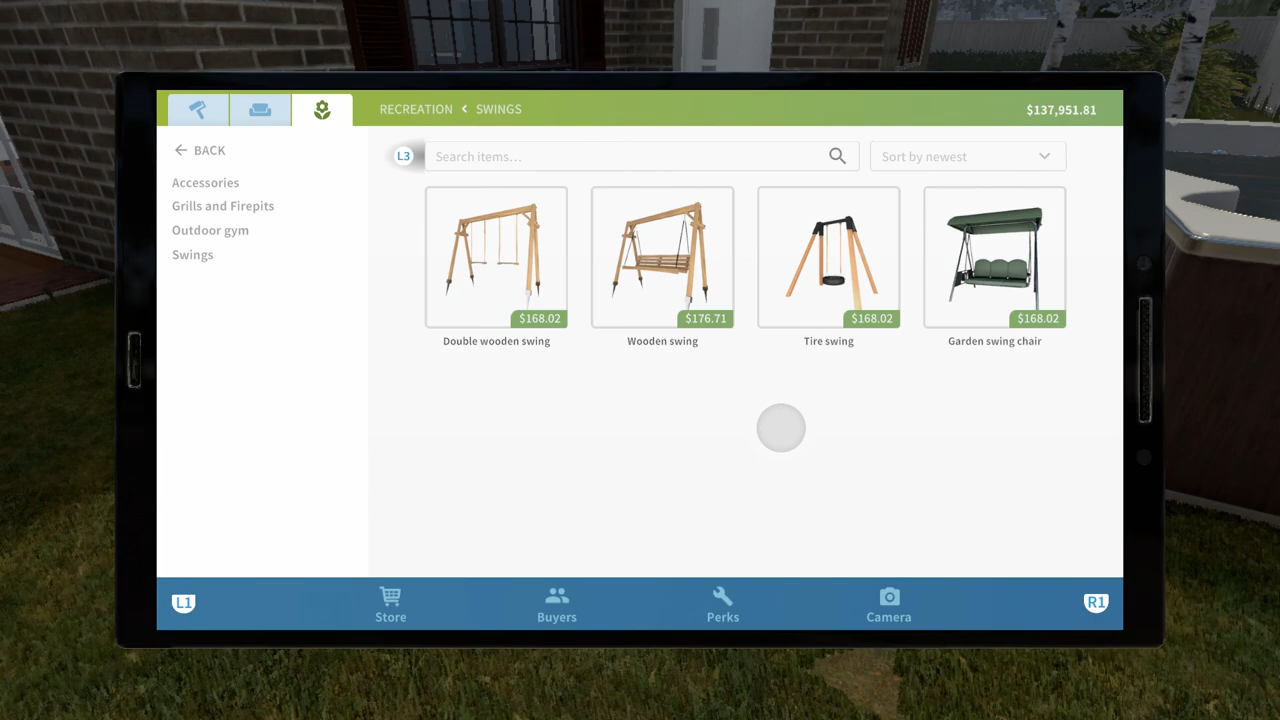 RECREATION < SWINGS
$137,951.81
BACK
Accessories
Grills and Firepits
Outdoor gym
Swings
L3
Search items...
Sort by newest
$168.02
$176.71
$168.02
$168.02
Double wooden swing
Wooden swing
Tire swing
Garden swing chair
L1
Store
Buyers
Perks
Camera
R1